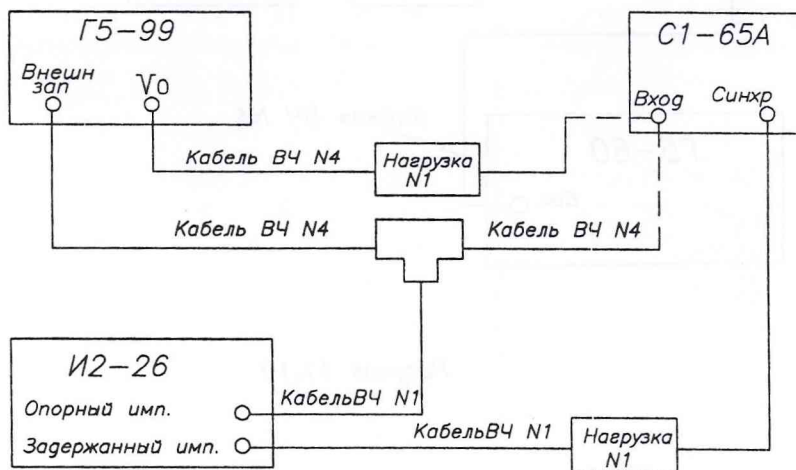 Г5-99
Внешн
зап
V0
С1-65А
Вход
Синхр
Кабель ВЧ N4
Нагрузка
N1
Кабель ВЧ N4
Кабель ВЧ N4
И2-26
Опорный имп.
Задержанный имп.
КабельВЧ N1
КабельВЧ N1
Нагрузка
N1